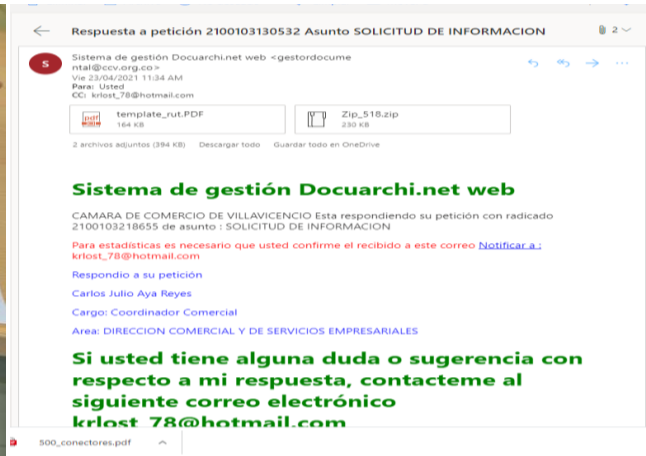 Respuesta a petición 2100103130532 Asunto SOLICITUD DE INFORMACION
2
S
Sistema de gestión Docuarchi.net web <gestordocume
ntal@ccv.org.co>
Vie 23/04/2021 11:34 AM
Para: Usted
CC: krlost_78@hotmail.com
pdf
template_rut.PDF
164 KB
Zip_518.zip
230 KB
2 archivos adjuntos (394 KB) Descargar todo Guardar todo en OneDrive
Sistema de gestión Docuarchi.net web
CAMARA DE COMERCIO DE VILLAVICENCIO Esta respondiendo su petición con radicado
2100103218655 de asunto : SOLICITUD DE INFORMACION
Para estadísticas es necesario que usted confirme el recibido a este correo Notificar a :
krlost_78@hotmail.com
Respondio a su petición
Carlos Julio Aya Reyes
Cargo: Coordinador Comercial
Area: DIRECCION COMERCIAL Y DE SERVICIOS EMPRESARIALES
Si usted tiene alguna duda o sugerencia con
respecto a mi respuesta, contacteme al
siguiente correo electrónico
krlost_78@hotmail.com
500_conectores.pdf